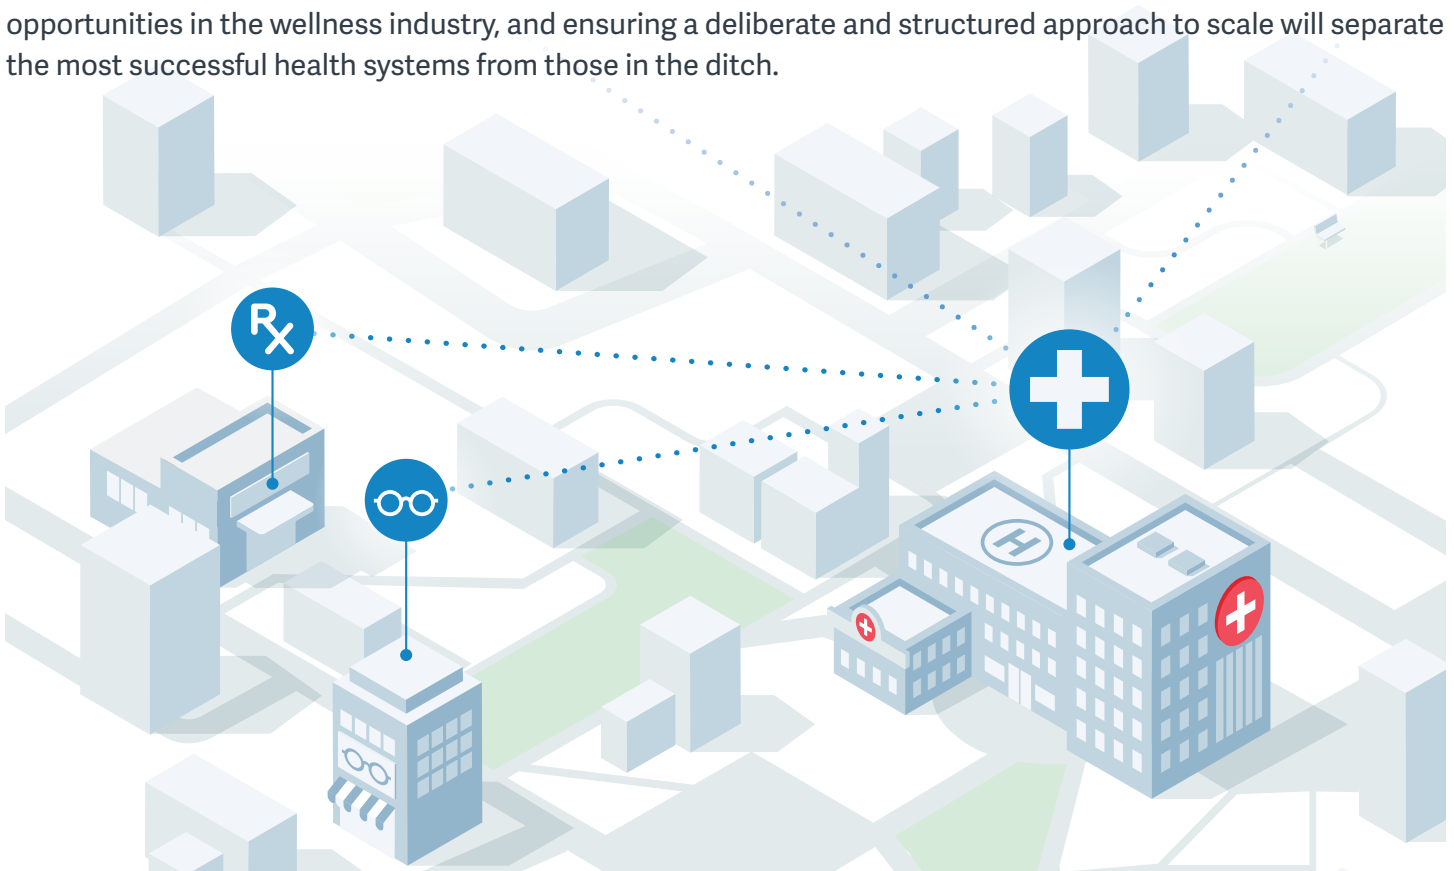 opportunities in the wellness industry, and ensuring a deliberate and structured approach to scale will separate
the most successful health systems from those in the ditch.
Rx
H